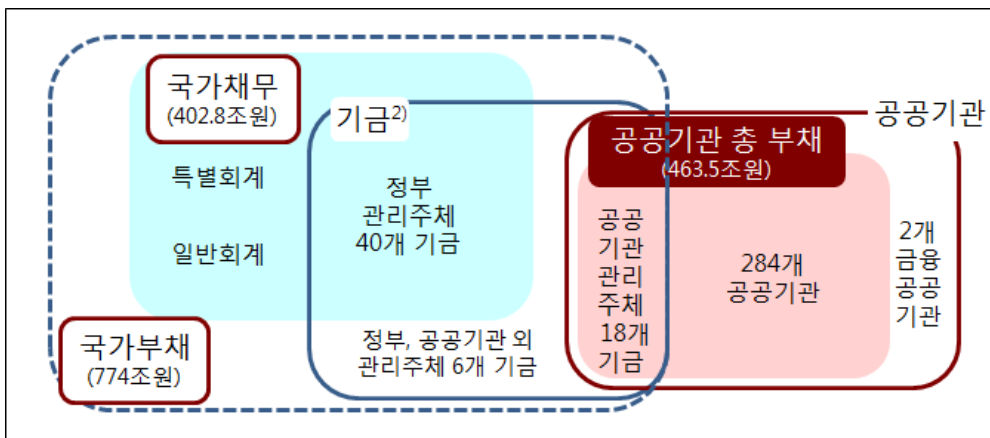 국가채무
(402.8조원)
기금2)
공공기관
공공기관 총 부채
(463.5조원)
특별회계
일반회계
정부
관리주체
40개 기금
공공
기관
관리
주체
18개
기금
284개
공공기관
2개
금융
공공
기관
국가부채
(774조원)
정부, 공공기관 외
관리주체 6개 기금